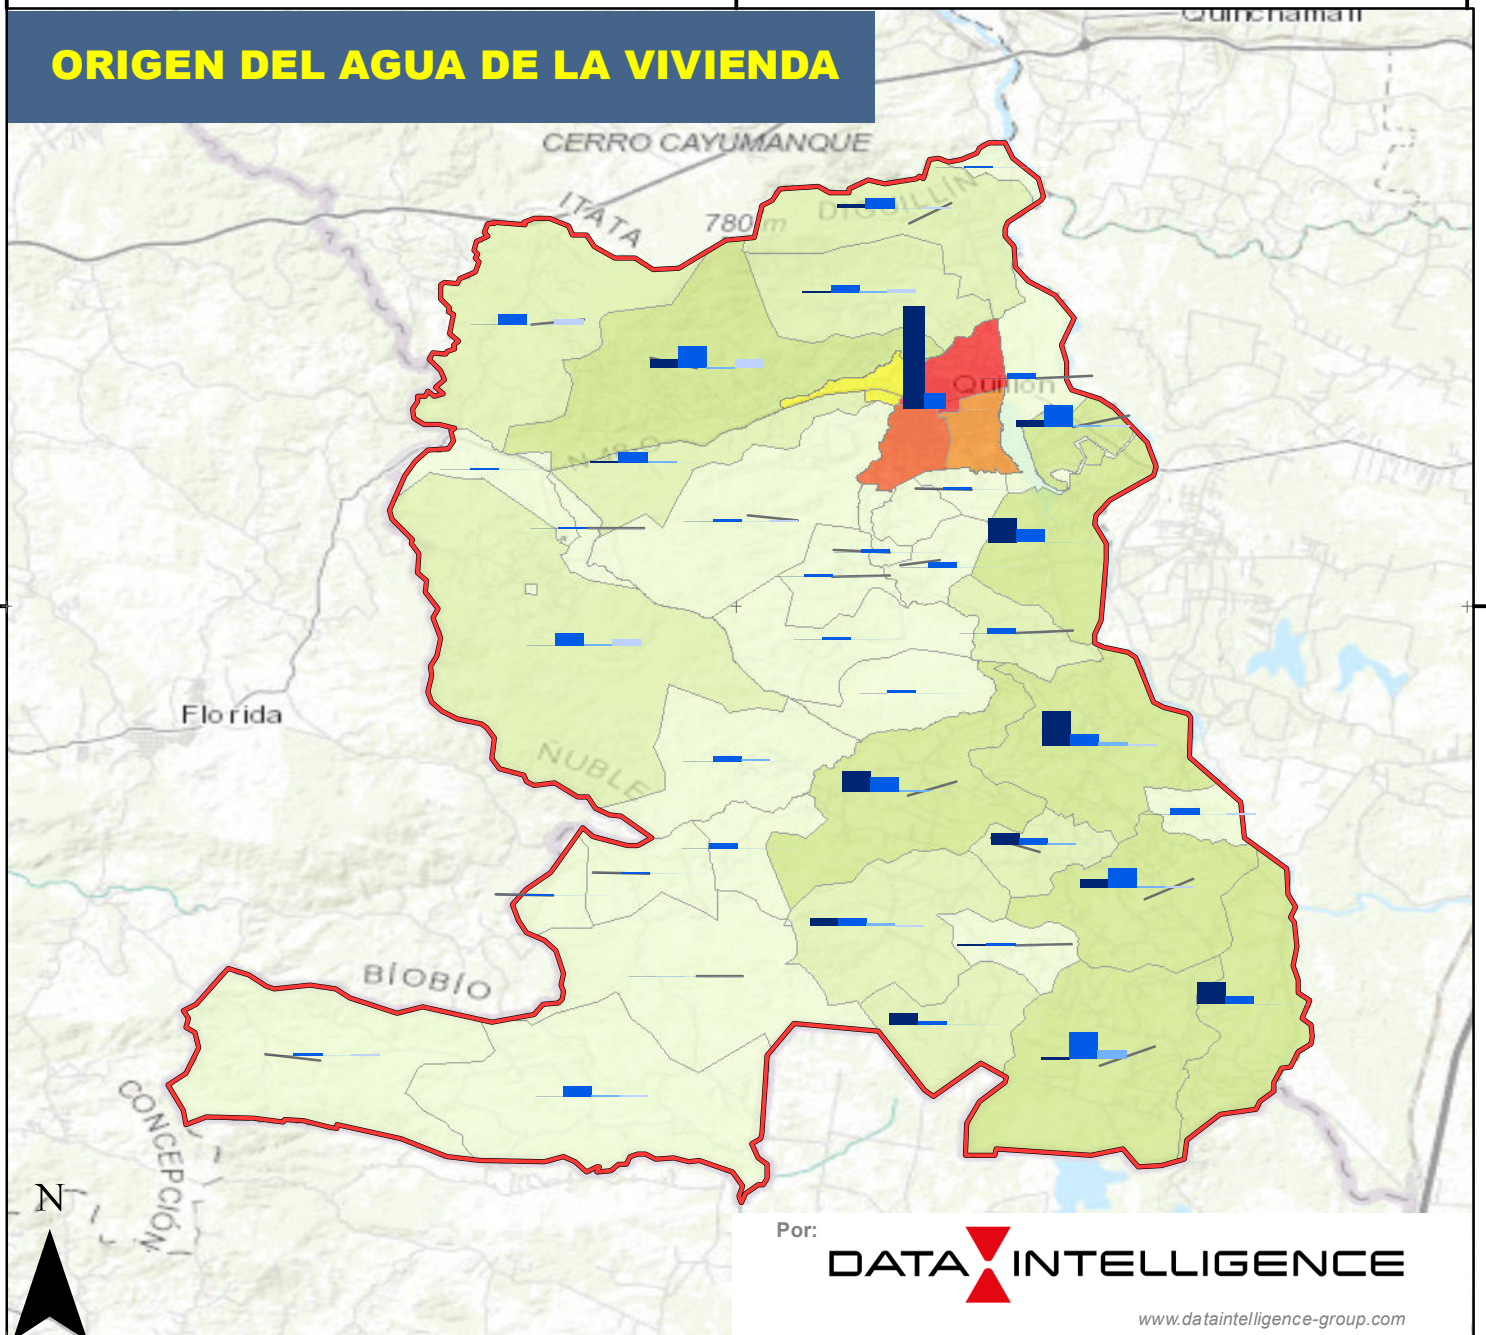 ORIGEN DEL AGUA DE LA VIVIENDA
CERRO CAYUMANQUE
ITATA
780 m
DIGUILLÍN
Quillón
Florida
ÑUBLE
BÍOBÍO
CONCEPCIÓN
N
Por:
DATA INTELLIGENCE
www.dataintelligence-group.com